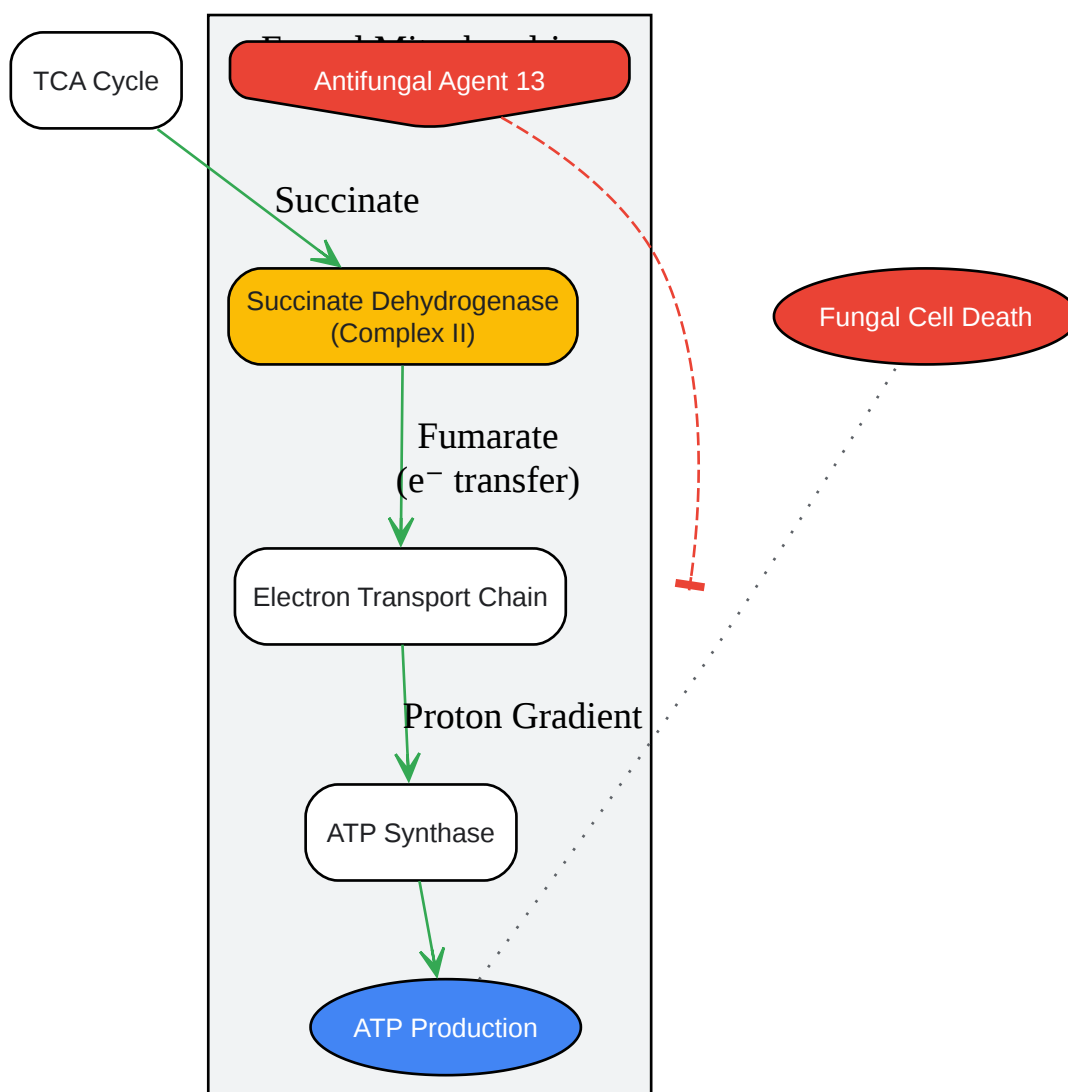 TCA Cycle
Antifungal Agent 13
Succinate
Succinate Dehydrogenase
(Complex II)
Fungal Cell Death
Fumarate
(e⁻ transfer)
Electron Transport Chain
Proton Gradient
ATP Synthase
ATP Production